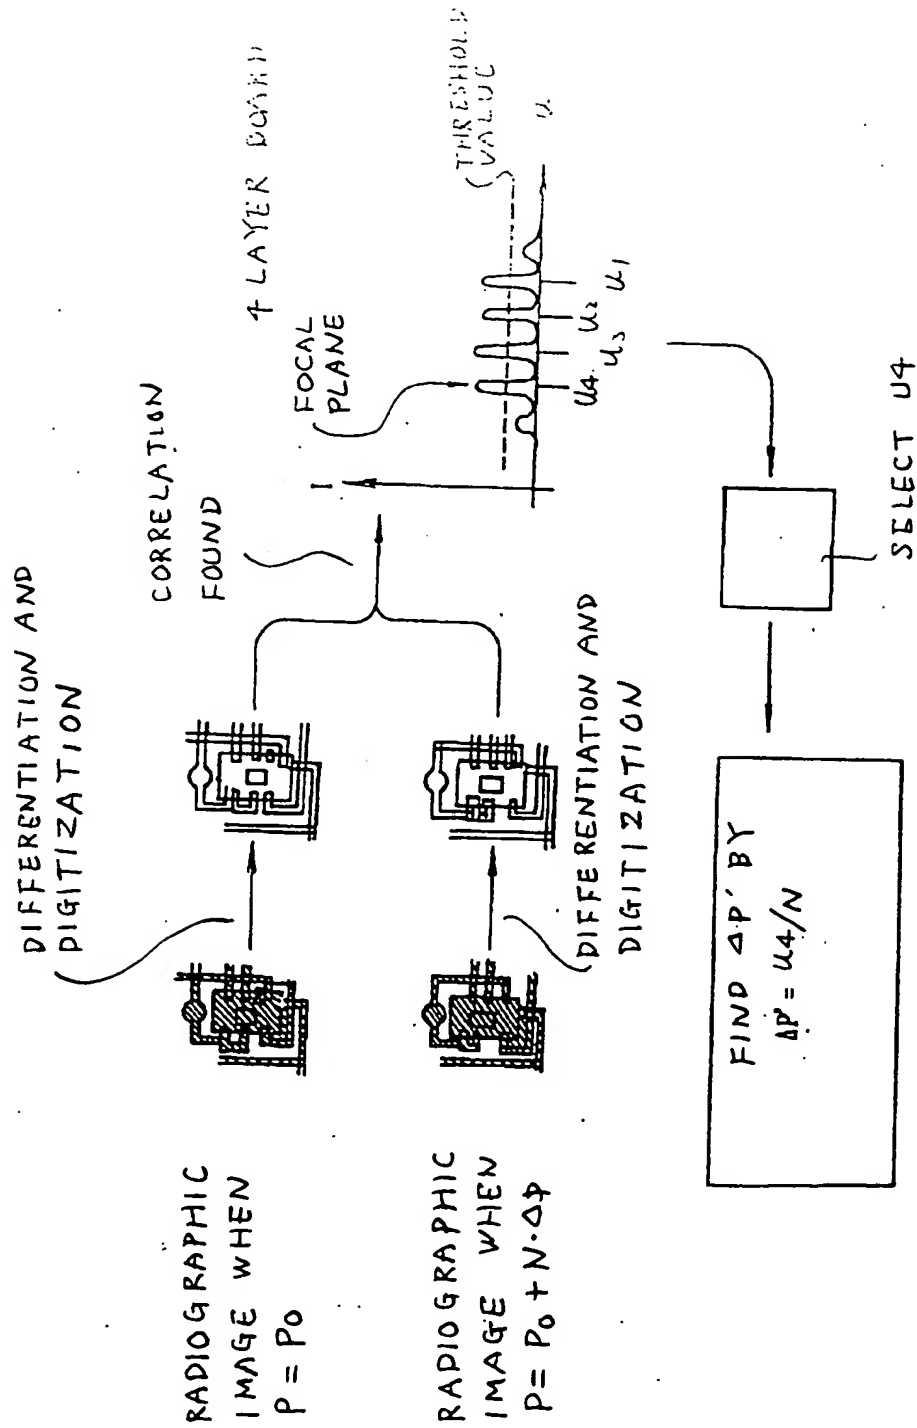 RADIOGRAPHIC
IMAGE WHEN
P = P0
DIFFERENTIATION AND
DIGITIZATION
CORRELATION
FOUND
4 LAYER BOARD
FOCAL
PLANE
I
THRESHOLD
VALUE
u
u4
u3
u2
u1
RADIOGRAPHIC
IMAGE WHEN
P = P0 + N·ΔP
DIFFERENTIATION AND
DIGITIZATION
SELECT U4
FIND ΔP' BY
ΔP' = U4/N